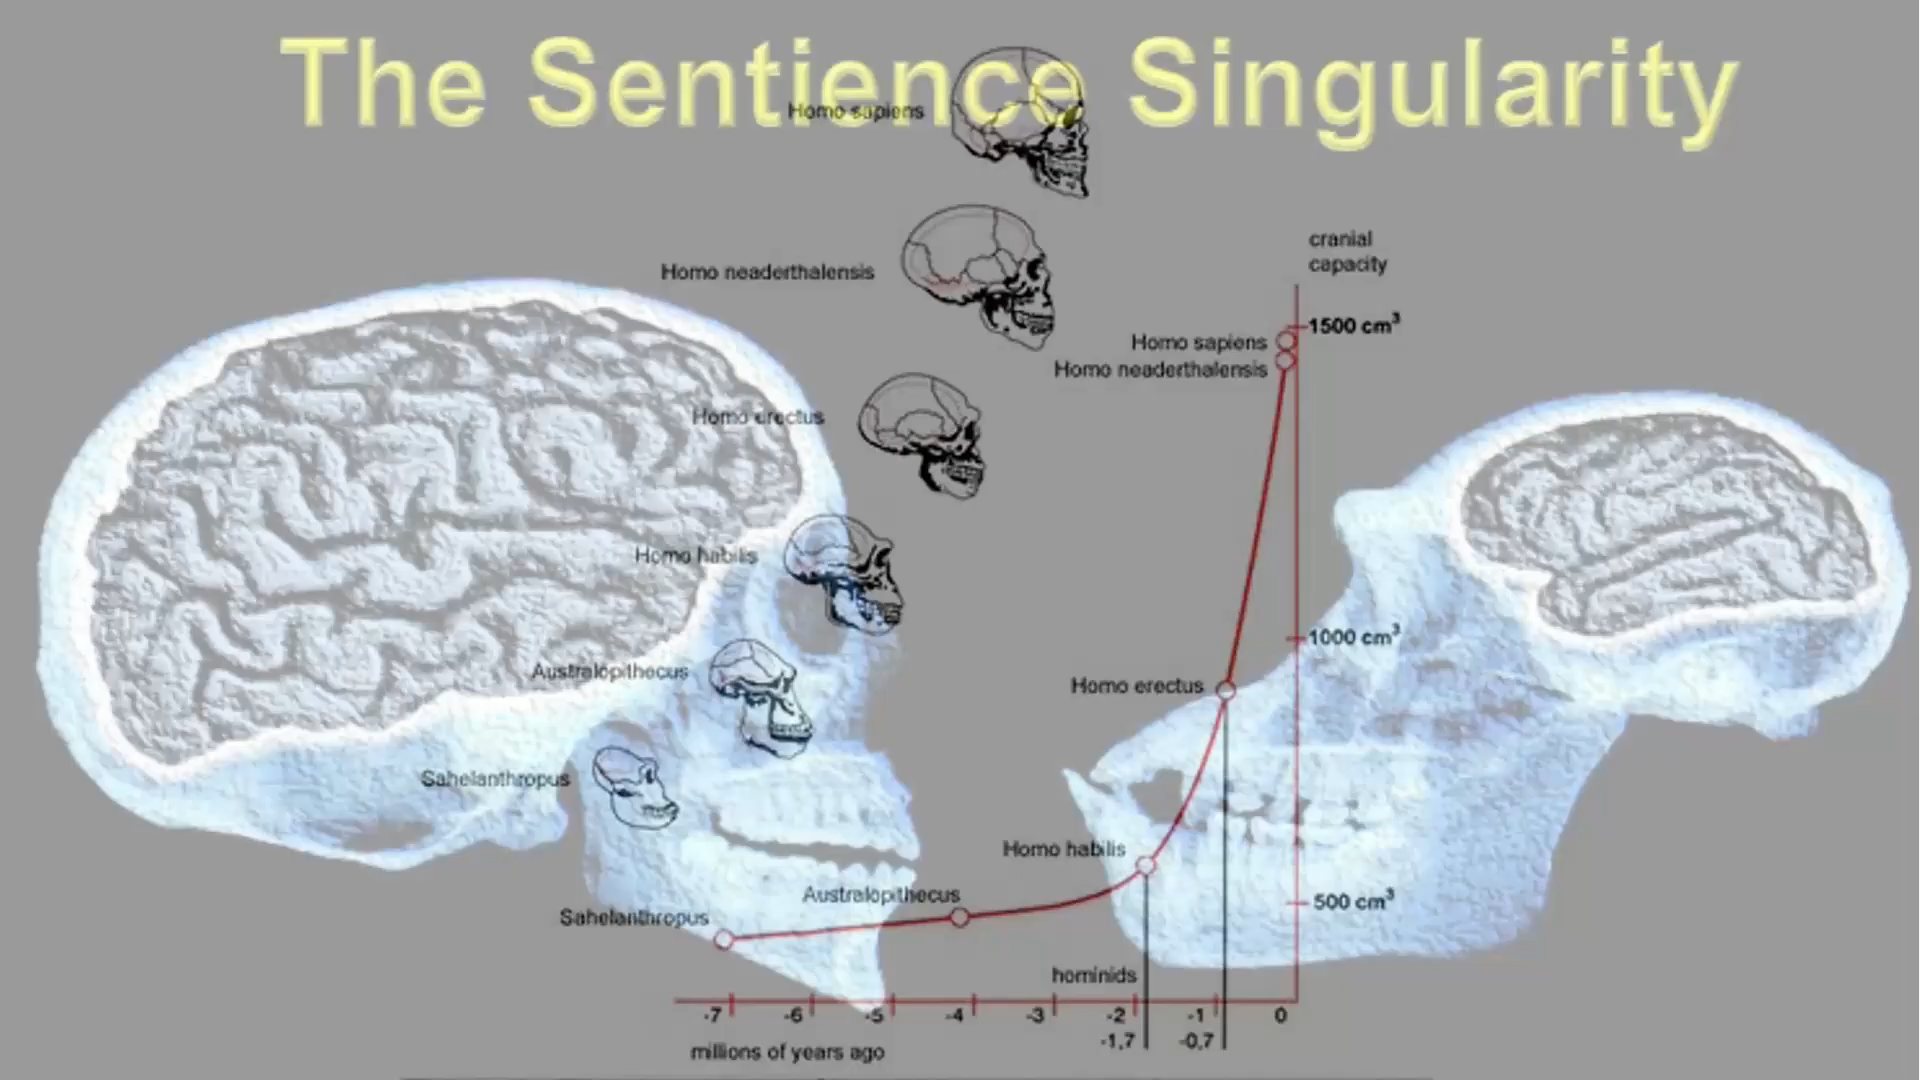 The Sentience Singularity
Homo sapiens
Homo neaderthalensis
Homo erectus
Homo habilis
Australopithecus
Sahelanthropus
cranial
capacity
1500 cm³
Homo sapiens
Homo neaderthalensis
1000 cm³
Homo erectus
Homo habilis
500 cm³
Australopithecus
Sahelanthropus
hominids
-7 -6 -5 -4 -3 -2 -1 0
-1,7 -0,7
millions of years ago